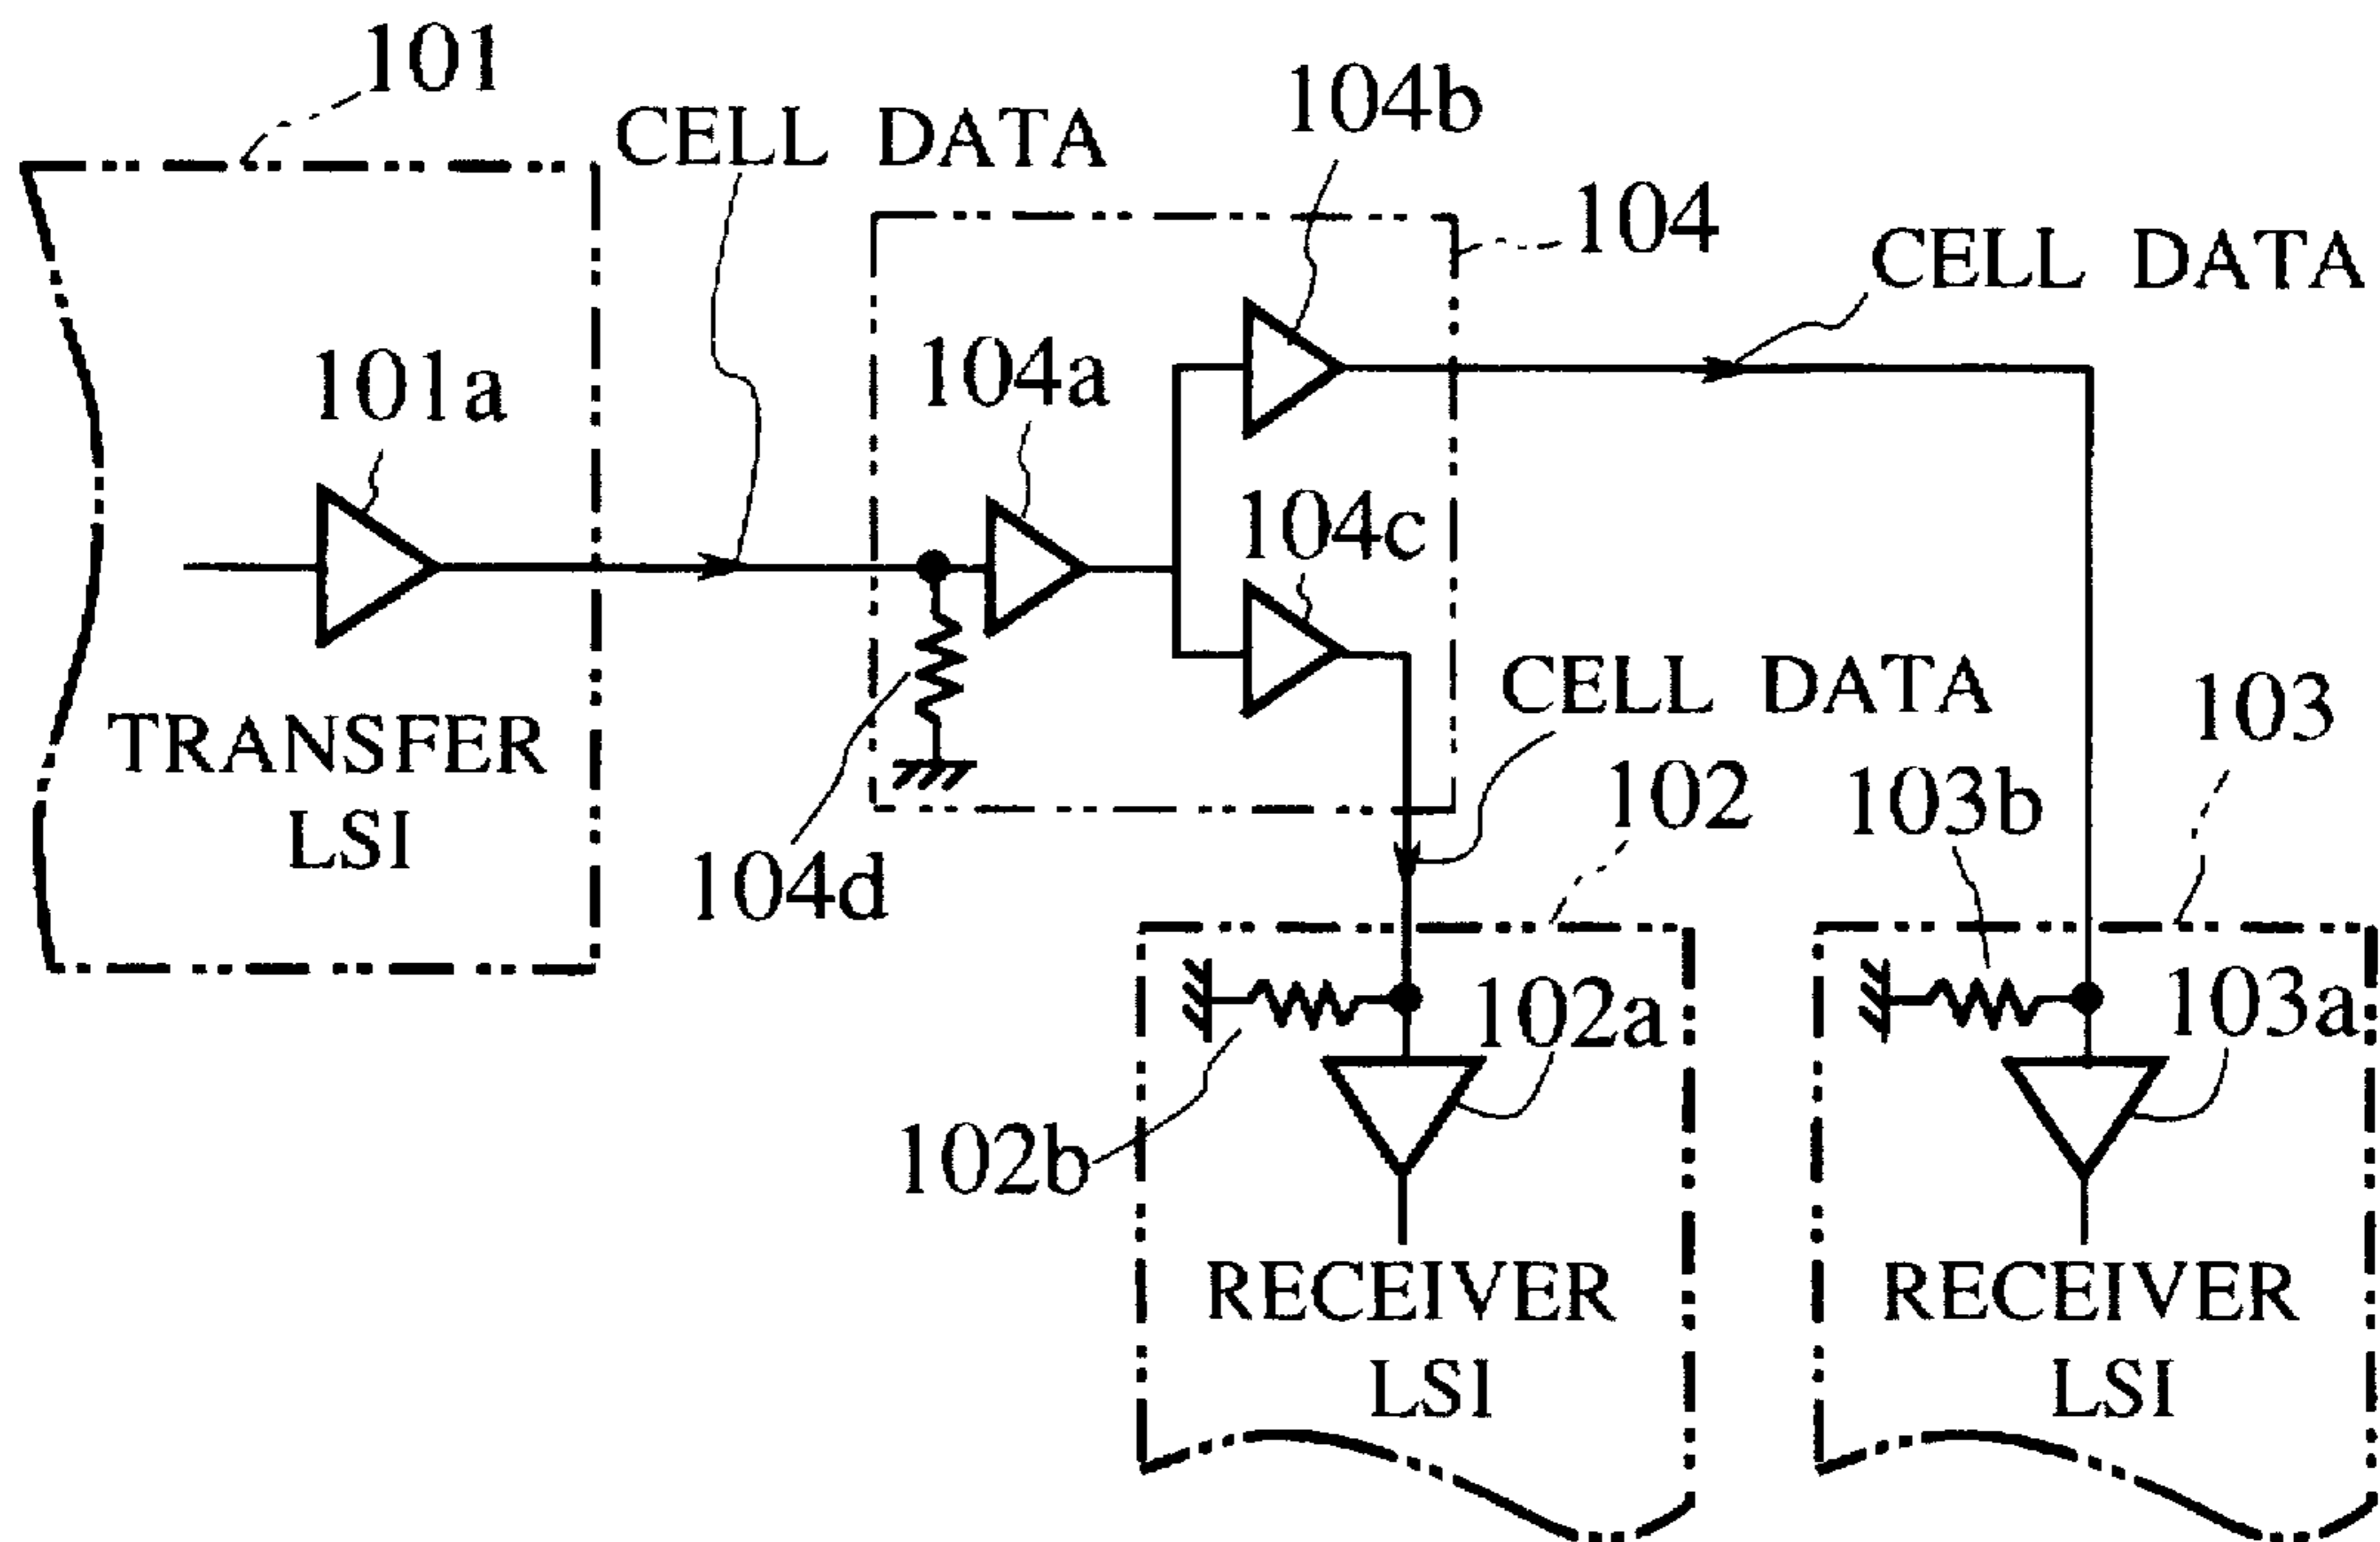 101
CELL DATA
104b
104
CELL DATA
101a
104a
104c
CELL DATA
103
TRANSFER
LSI
102
103b
104d
102a
103a
102b
RECEIVER
LSI
RECEIVER
LSI